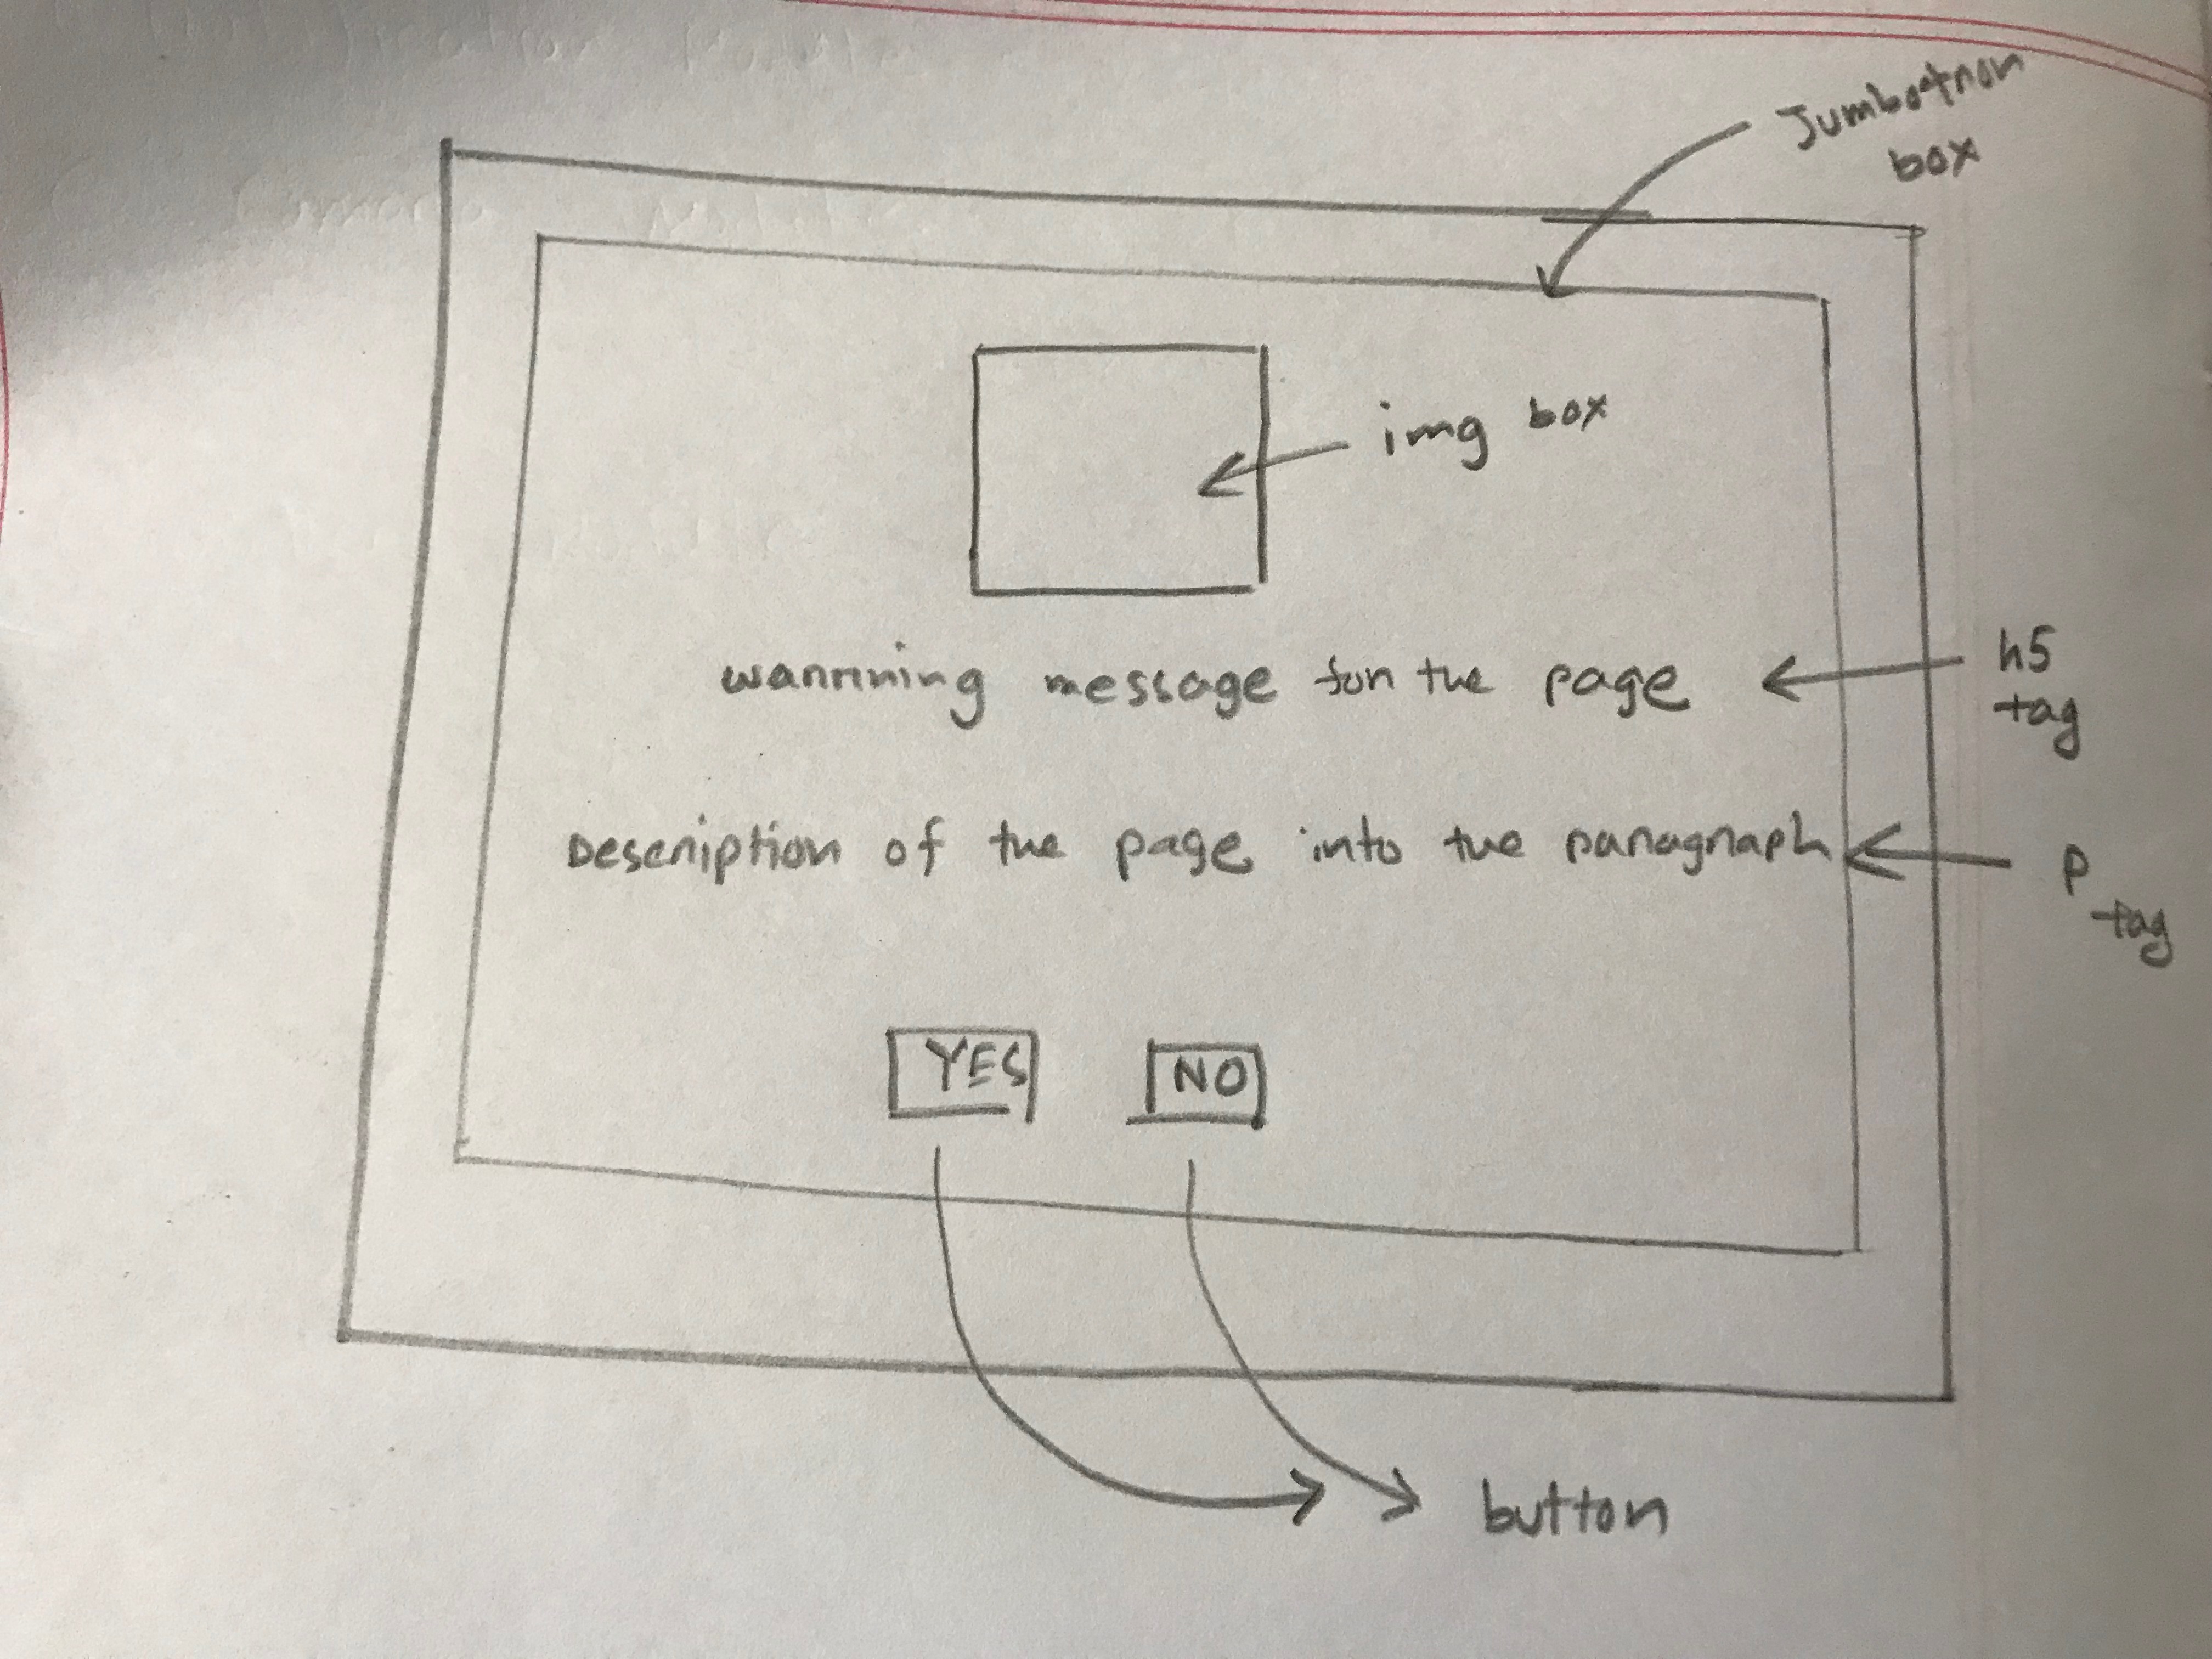 Jumbotron
box
img box
warnning message for the page
h5
tag
Description of the page into the paragraph
P
tag
YES
NO
button